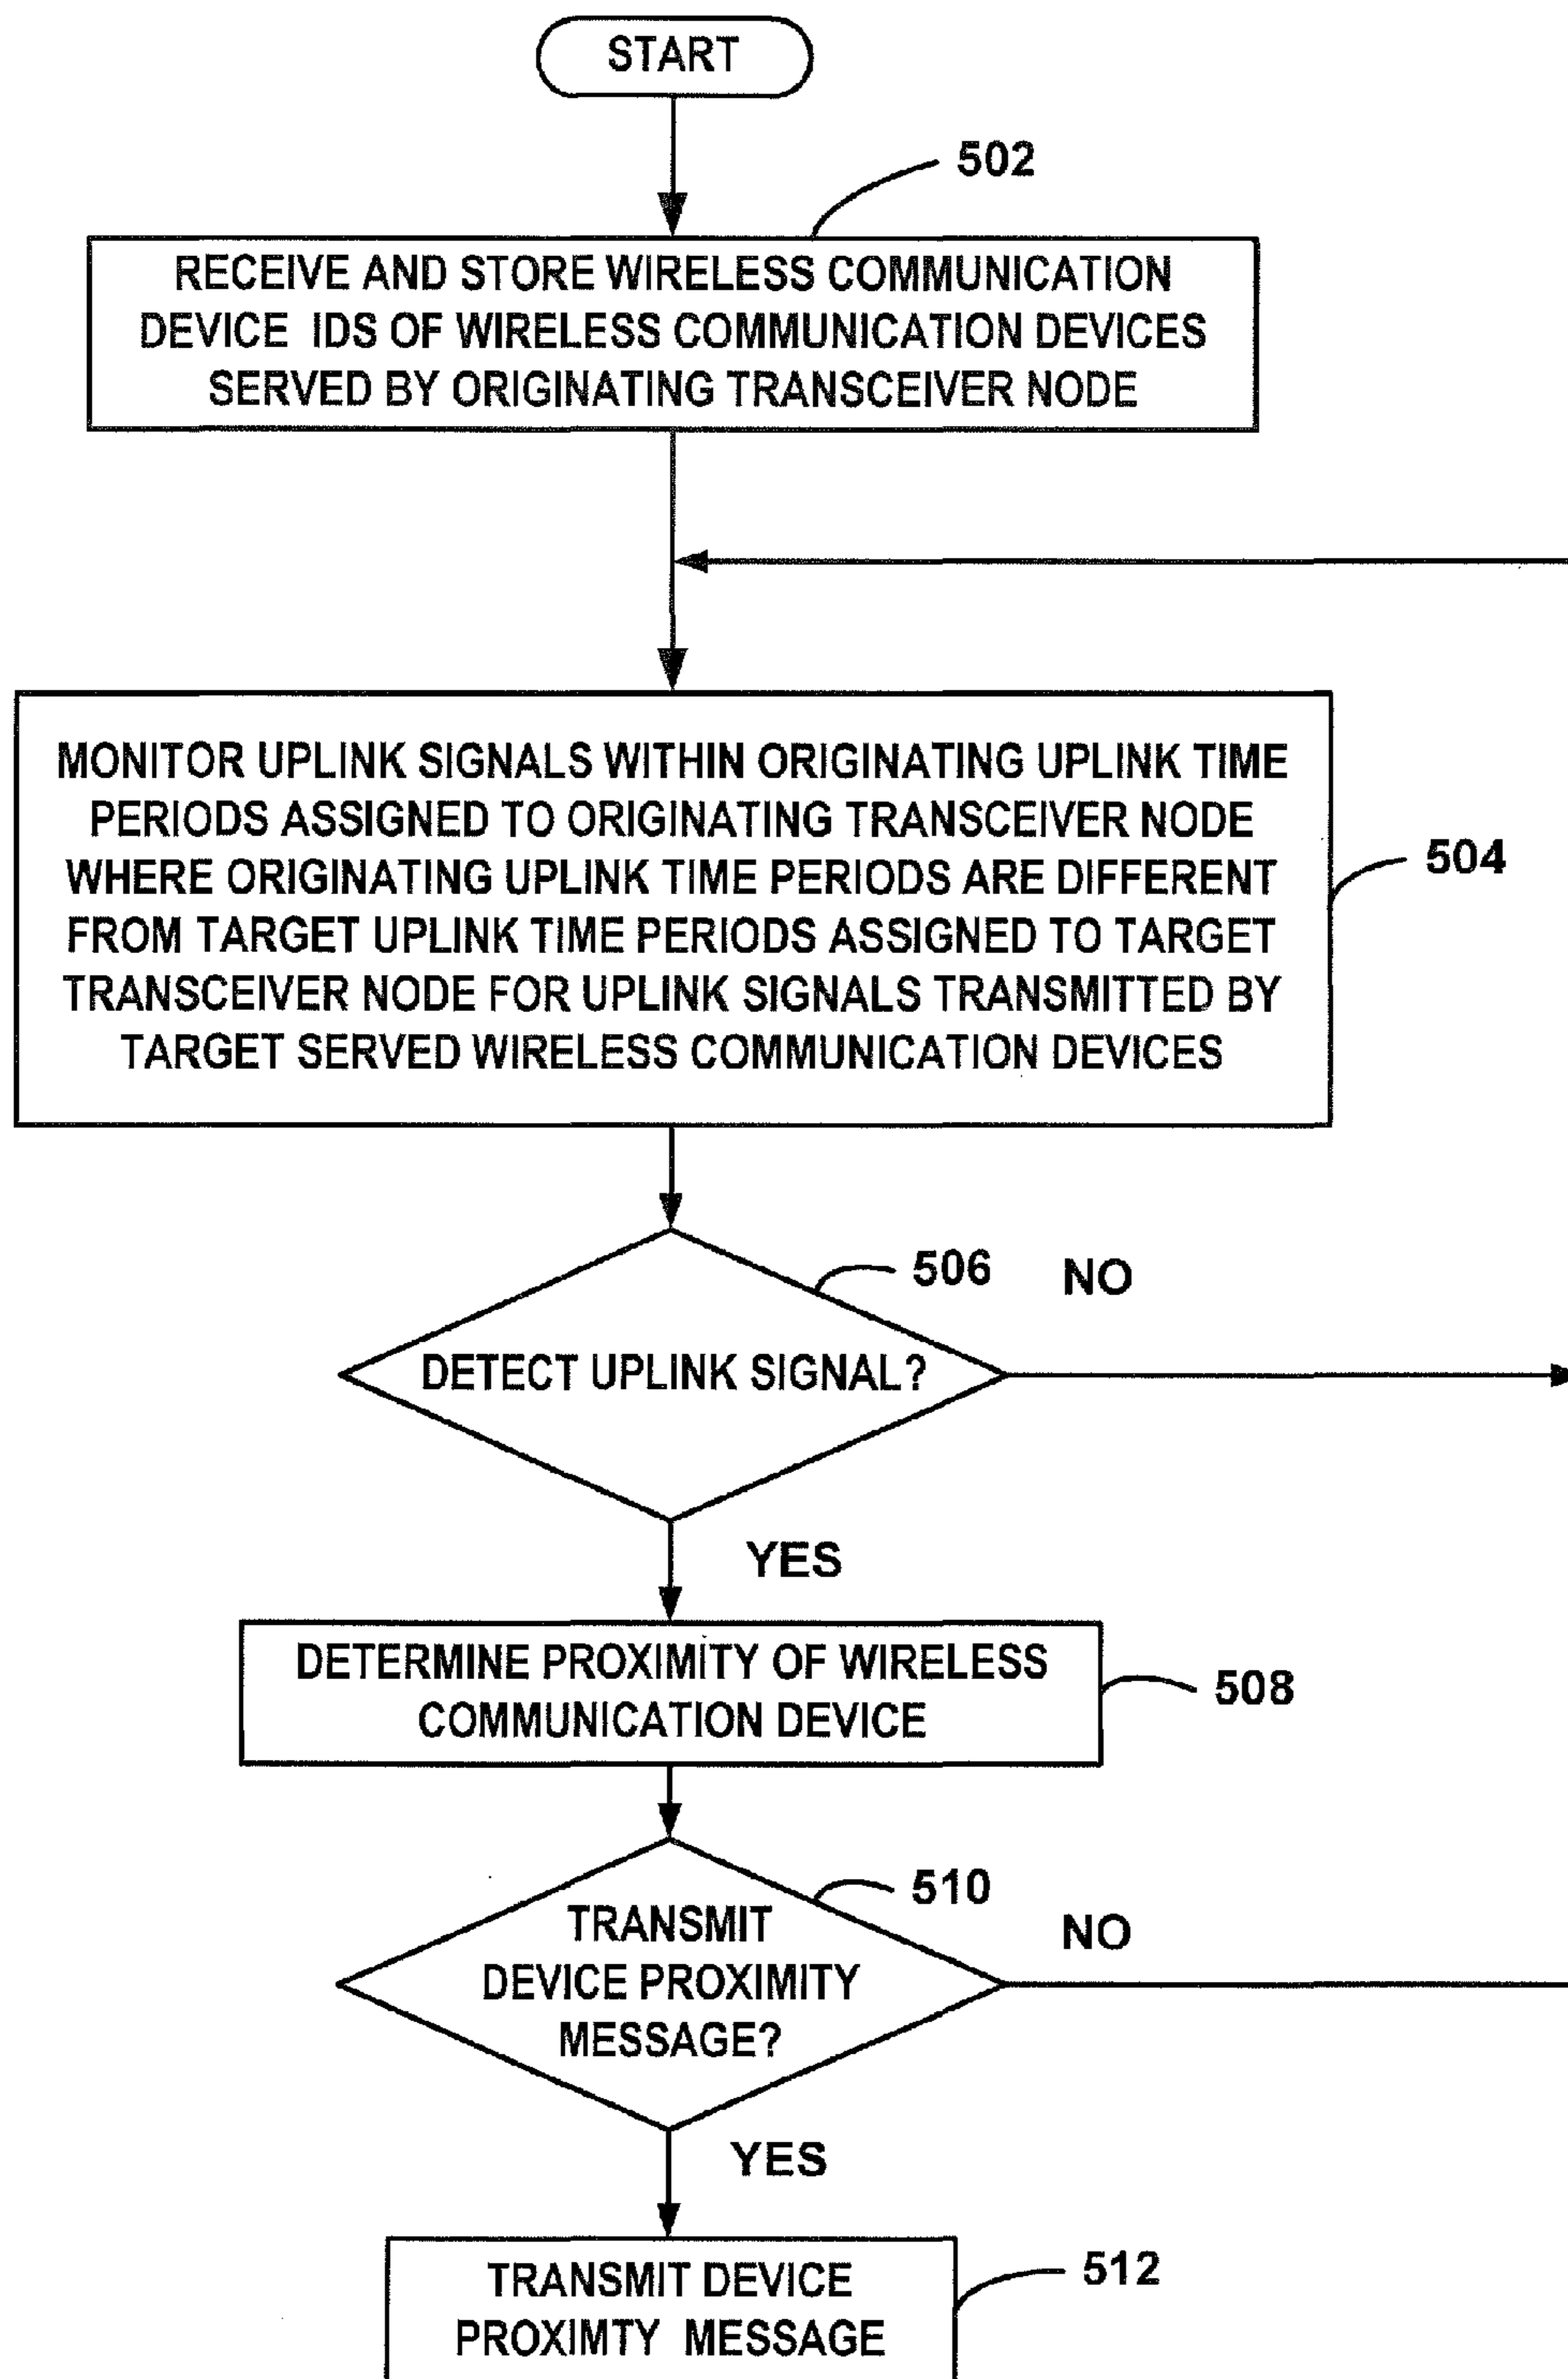 START
502
RECEIVE AND STORE WIRELESS COMMUNICATION
DEVICE IDS OF WIRELESS COMMUNICATION DEVICES
SERVED BY ORIGINATING TRANSCEIVER NODE
MONITOR UPLINK SIGNALS WITHIN ORIGINATING UPLINK TIME
PERIODS ASSIGNED TO ORIGINATING TRANSCEIVER NODE
WHERE ORIGINATING UPLINK TIME PERIODS ARE DIFFERENT
FROM TARGET UPLINK TIME PERIODS ASSIGNED TO TARGET
TRANSCEIVER NODE FOR UPLINK SIGNALS TRANSMITTED BY
TARGET SERVED WIRELESS COMMUNICATION DEVICES
504
506
NO
DETECT UPLINK SIGNAL?
YES
DETERMINE PROXIMITY OF WIRELESS
COMMUNICATION DEVICE
508
510
NO
TRANSMIT
DEVICE PROXIMITY
MESSAGE?
YES
TRANSMIT DEVICE
PROXIMTY MESSAGE
512